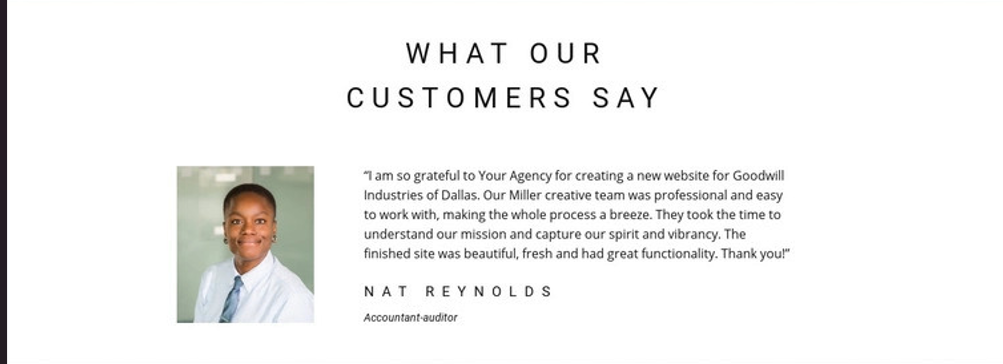 WHAT OUR
CUSTOMERS SAY
“I am so grateful to Your Agency for creating a new website for Goodwill
Industries of Dallas. Our Miller creative team was professional and easy
to work with, making the whole process a breeze. They took the time to
understand our mission and capture our spirit and vibrancy. The
finished site was beautiful, fresh and had great functionality. Thank you!”
NAT REYNOLDS
Accountant-auditor